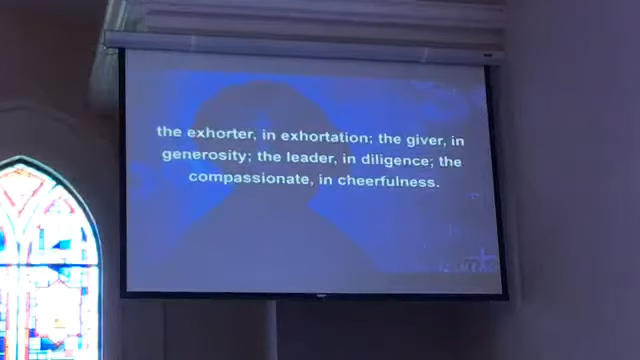 the exhorter, in exhortation; the giver, in
generosity; the leader, in diligence; the
compassionate, in cheerfulness.